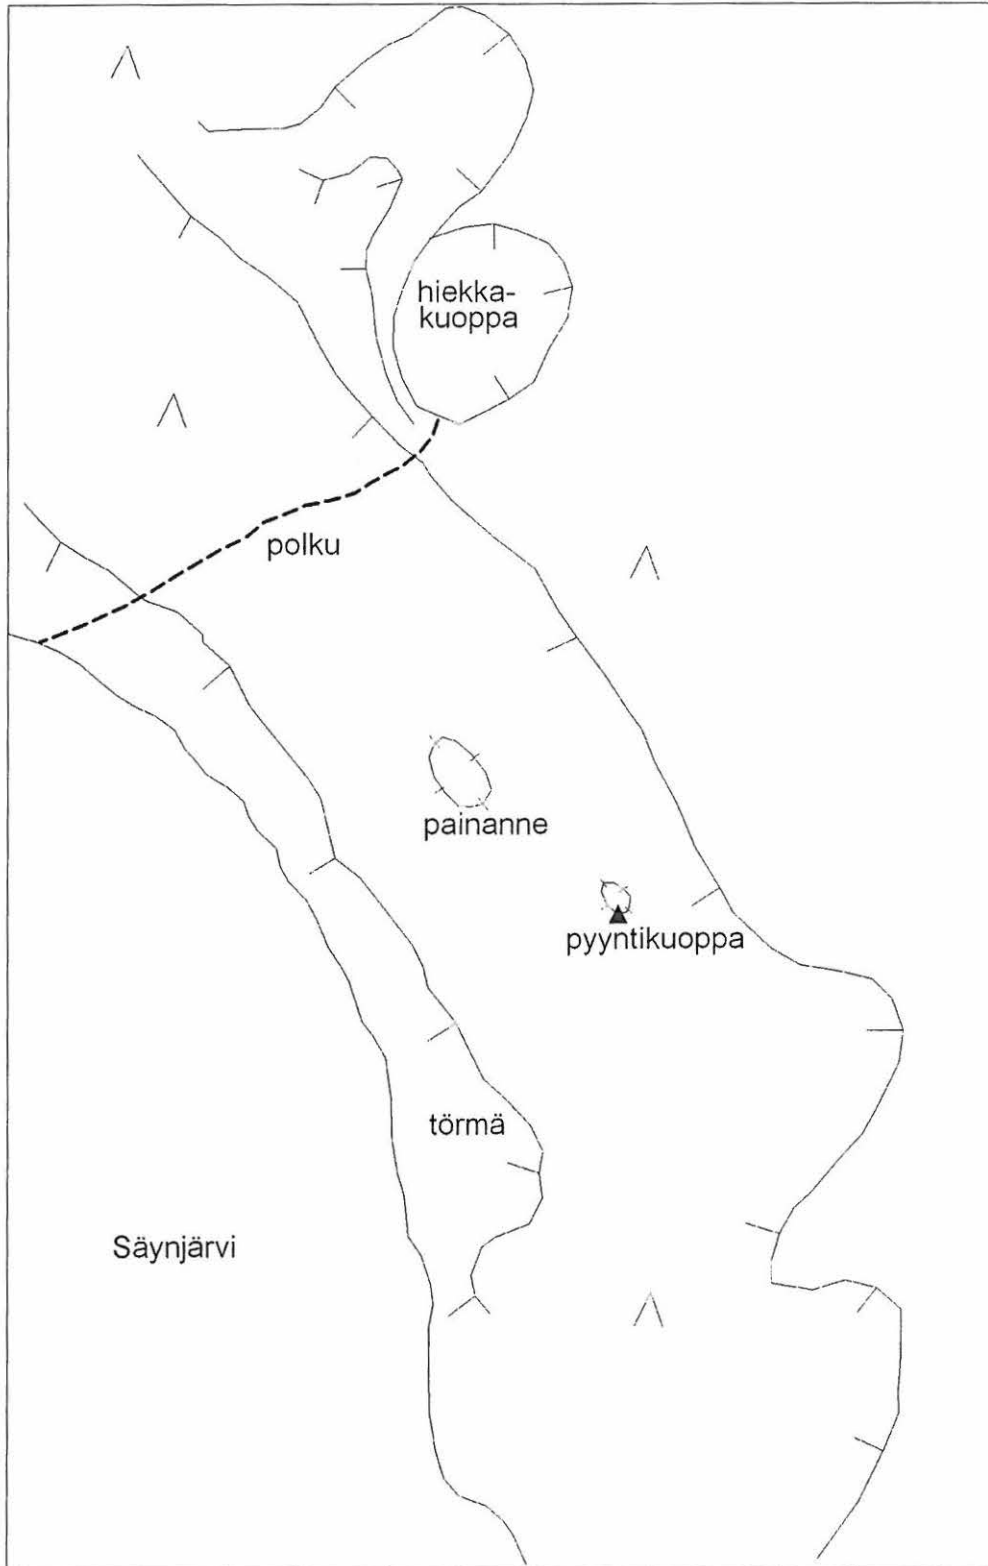 hiekka-
kuoppa
polku
painanne
pyyntikuoppa
törmä
Säynjärvi